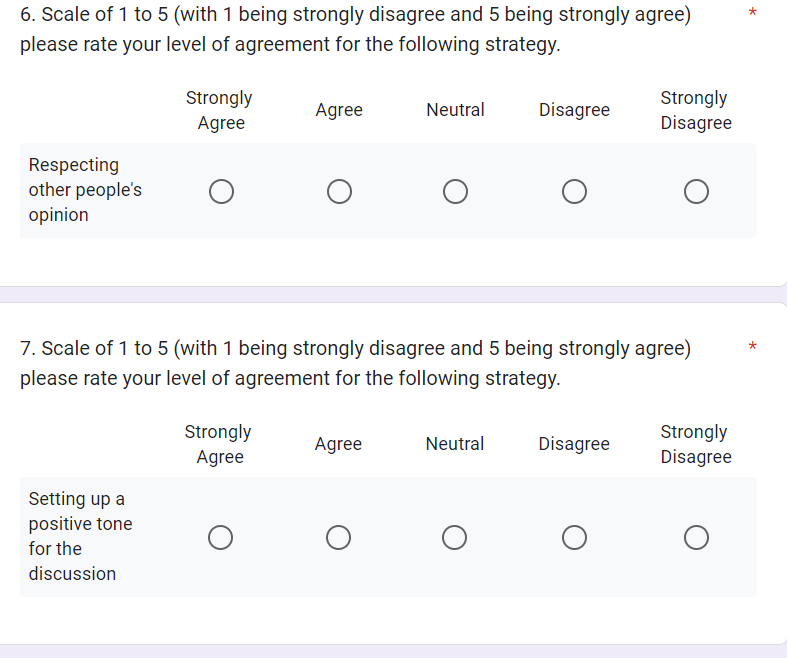 6. Scale of 1 to 5 (with 1 being strongly disagree and 5 being strongly agree) *
please rate your level of agreement for the following strategy.
Strongly Agree Agree Neutral Disagree Strongly Disagree
Respecting
other people's
opinion
7. Scale of 1 to 5 (with 1 being strongly disagree and 5 being strongly agree) *
please rate your level of agreement for the following strategy.
Strongly Agree Agree Neutral Disagree Strongly Disagree
Setting up a
positive tone
for the
discussion